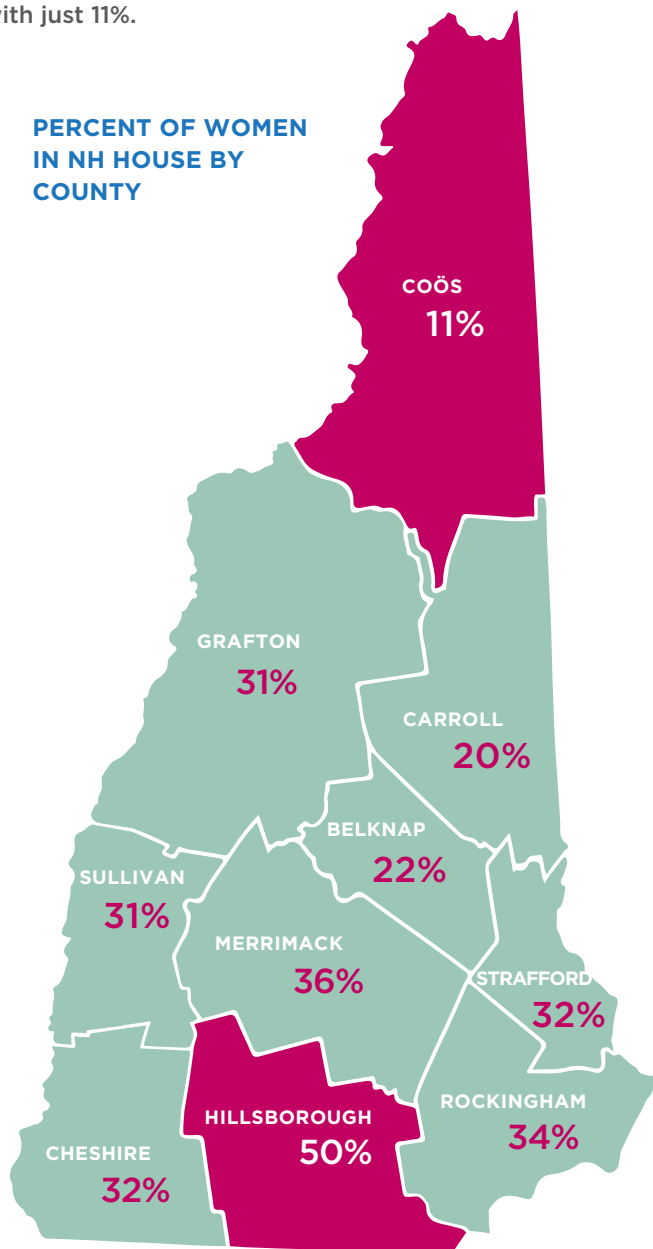 with just 11%.
PERCENT OF WOMEN
IN NH HOUSE BY
COUNTY
COÖS
11%
GRAFTON
31%
CARROLL
20%
BELKNAP
22%
SULLIVAN
31%
MERRIMACK
36%
STRAFFORD
32%
ROCKINGHAM
34%
HILLSBOROUGH
50%
CHESHIRE
32%